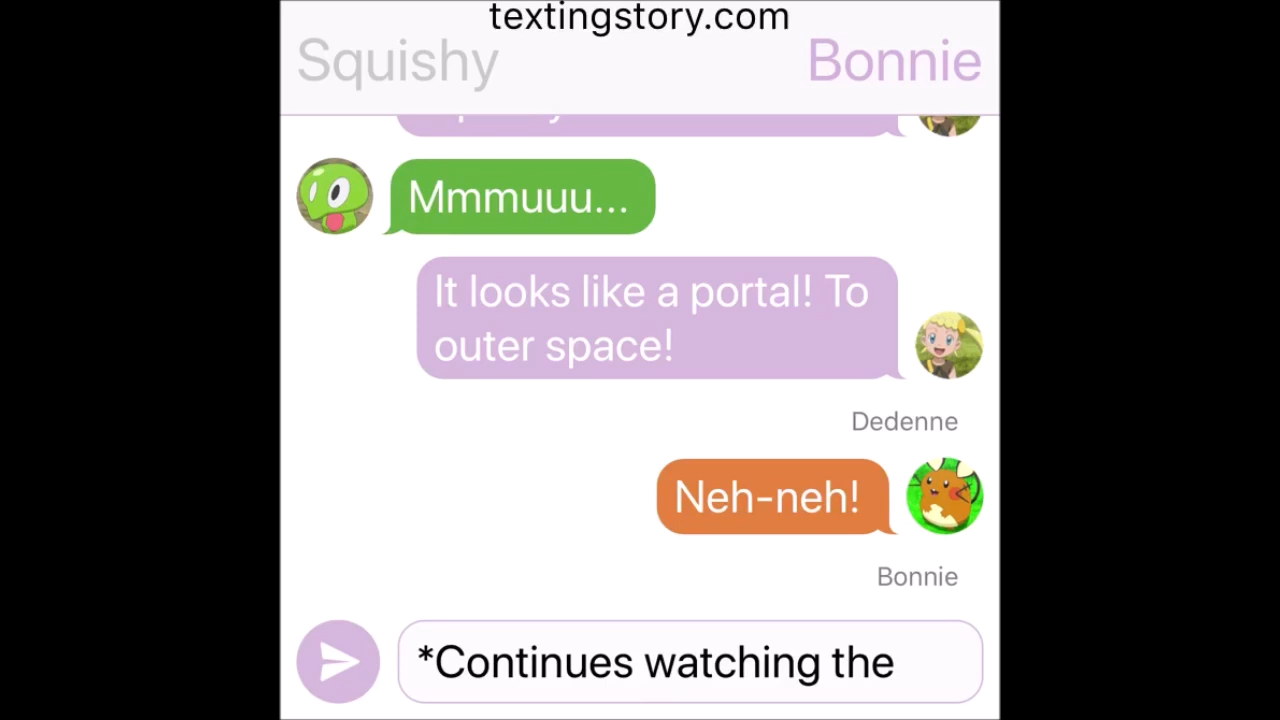 textingstory.com
Squishy
Bonnie
Mmmuuu...
It looks like a portal! To
outer space!
Dedenne
Neh-neh!
Bonnie
*Continues watching the